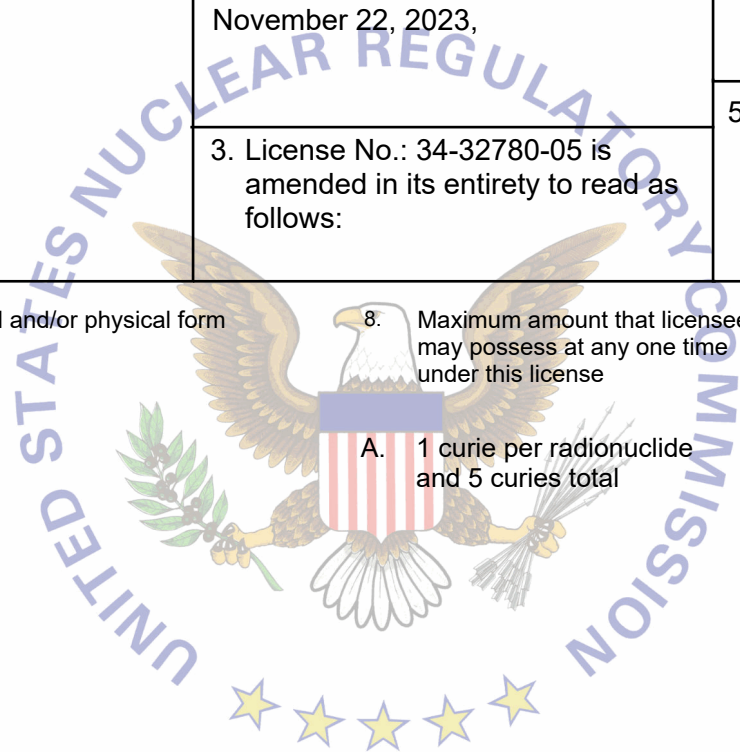 November 22, 2023,
5
3. License No.: 34-32780-05 is
amended in its entirety to read as
follows:
and/or physical form
8. Maximum amount that licensee
may possess at any one time
under this license
A. 1 curie per radionuclide
and 5 curies total
UNITED STATES NUCLEAR REGULATORY COMMISSION